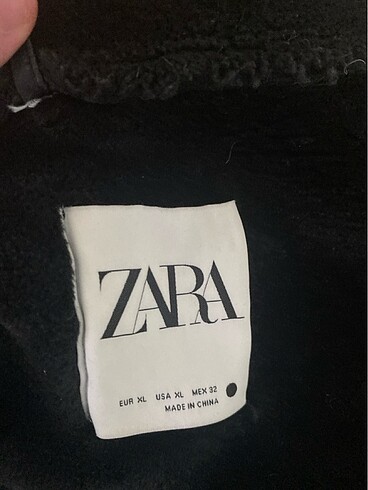 ZARA
EUR XL USA XL MEX 32
MADE IN CHINA